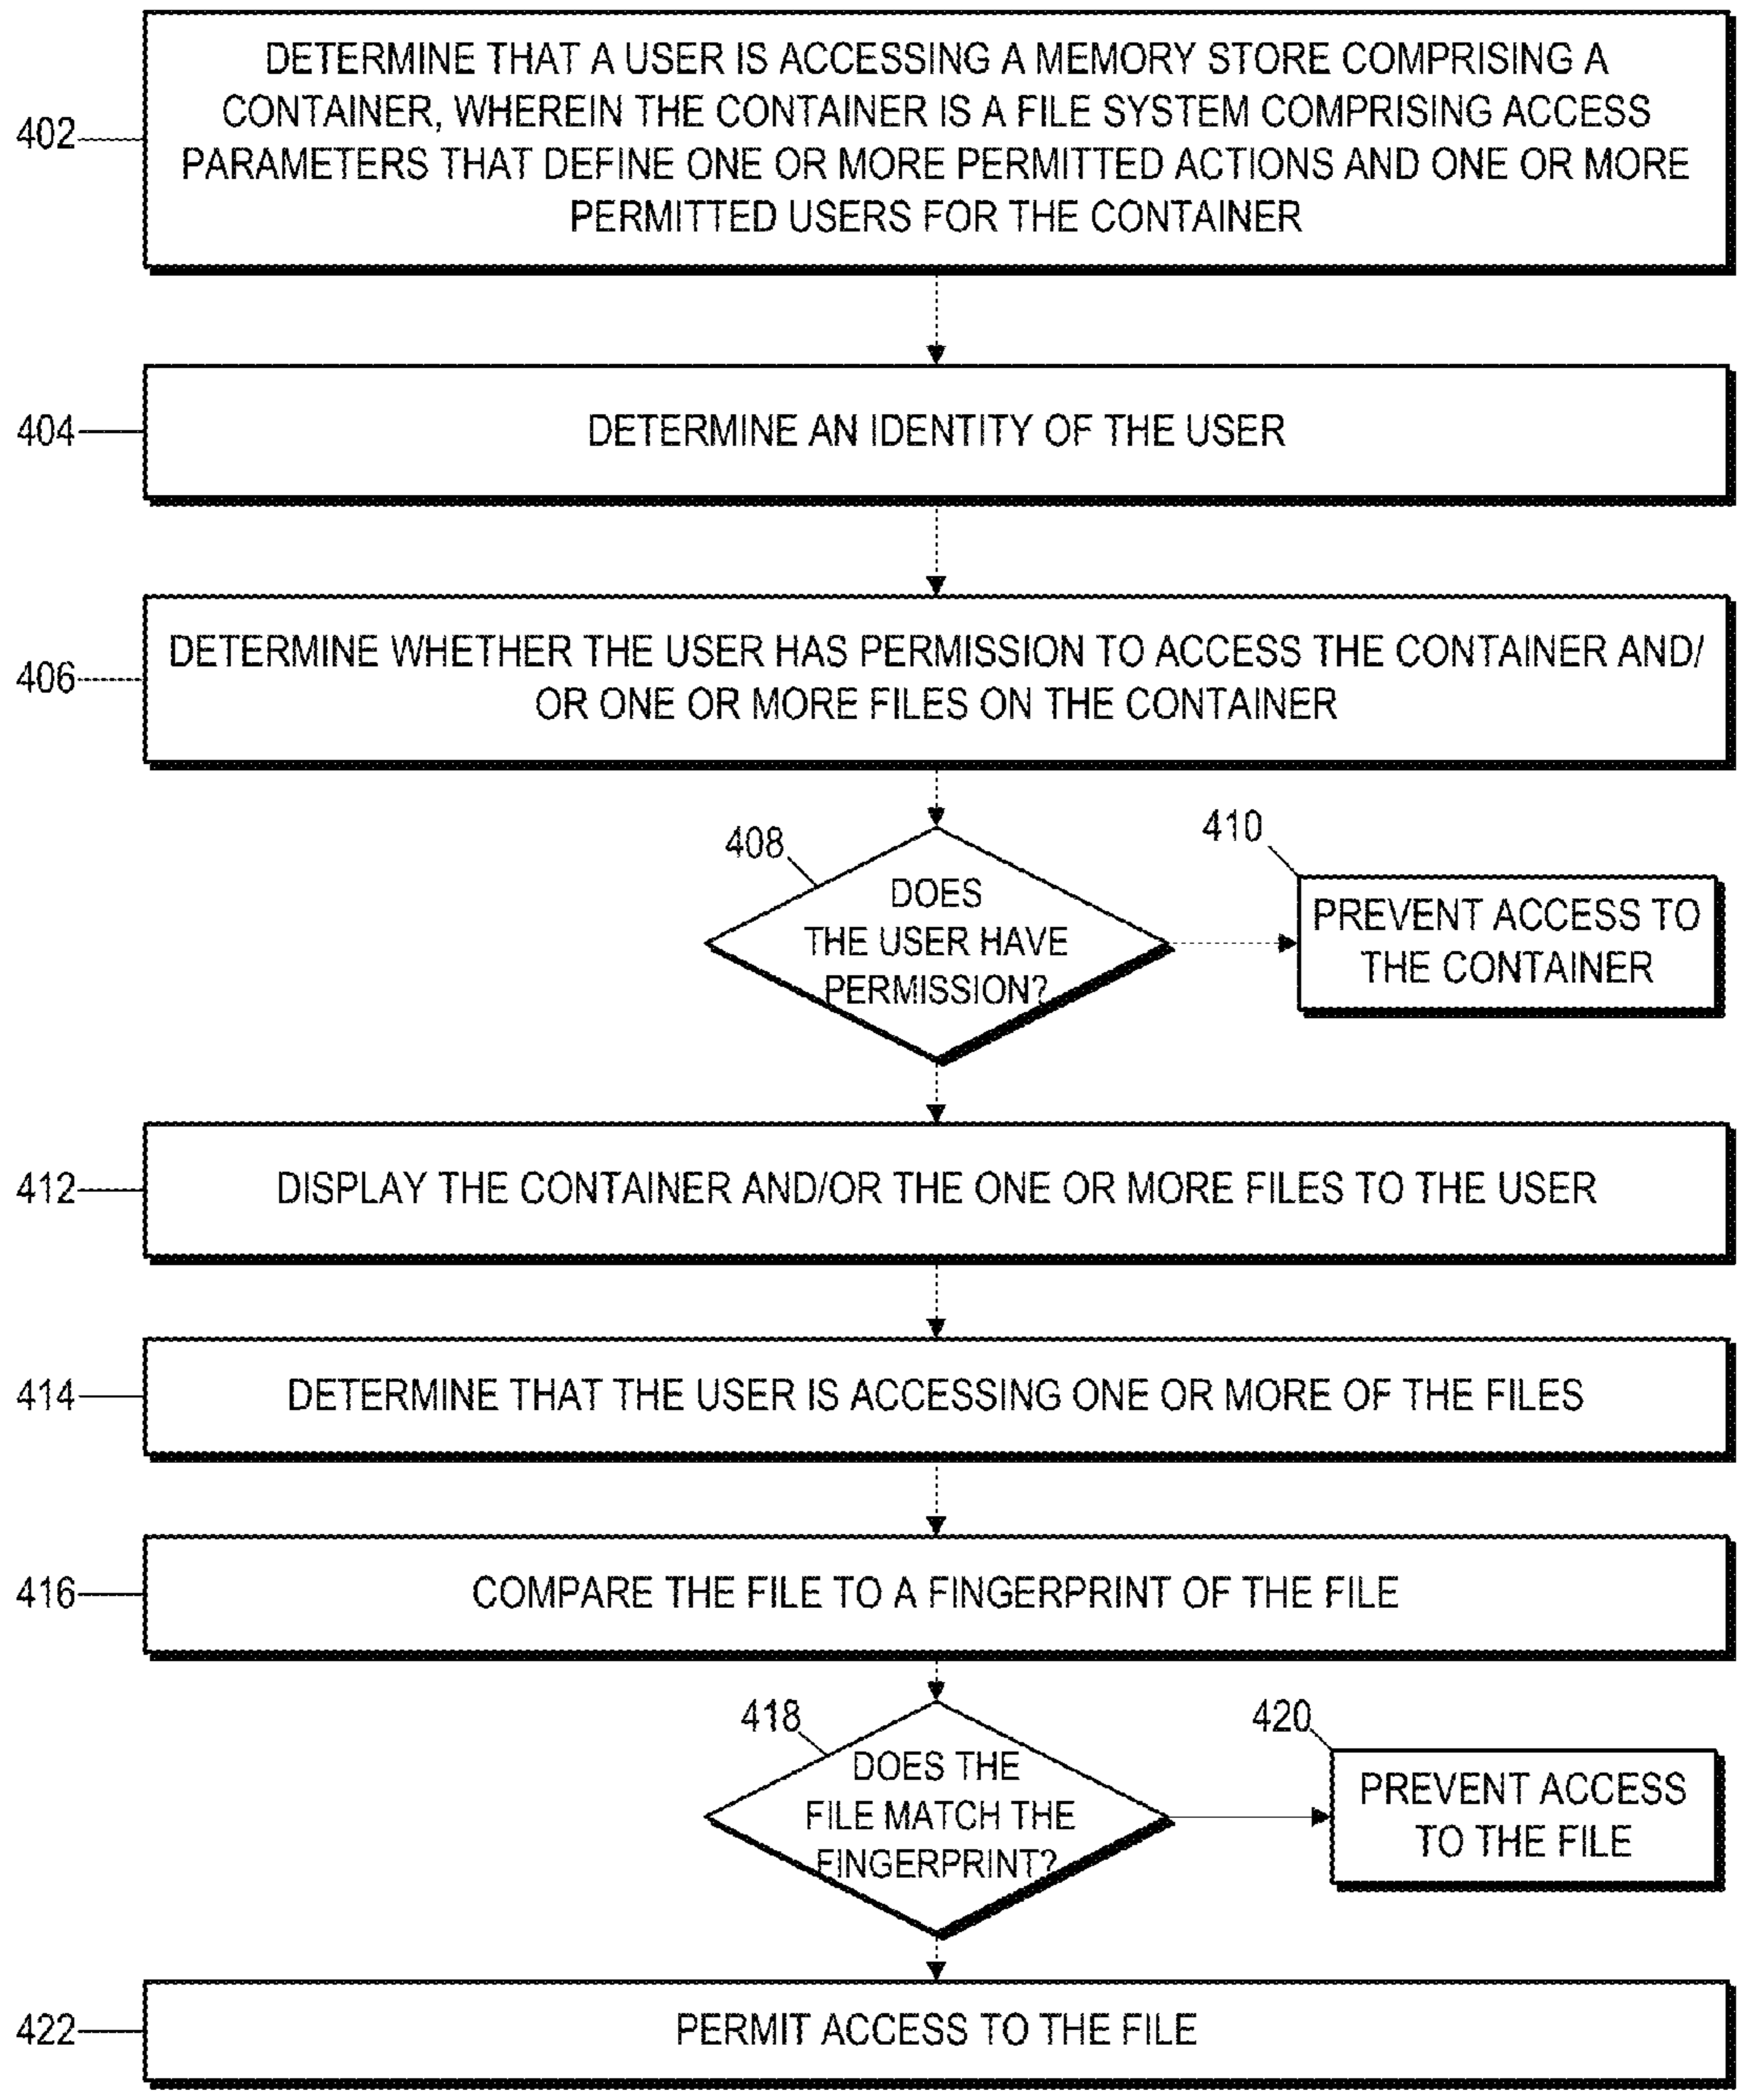 402
DETERMINE THAT A USER IS ACCESSING A MEMORY STORE COMPRISING A
CONTAINER, WHEREIN THE CONTAINER IS A FILE SYSTEM COMPRISING ACCESS
PARAMETERS THAT DEFINE ONE OR MORE PERMITTED ACTIONS AND ONE OR MORE
PERMITTED USERS FOR THE CONTAINER
404
DETERMINE AN IDENTITY OF THE USER
406
DETERMINE WHETHER THE USER HAS PERMISSION TO ACCESS THE CONTAINER AND/
OR ONE OR MORE FILES ON THE CONTAINER
408
DOES
THE USER HAVE
PERMISSION?
410
PREVENT ACCESS TO
THE CONTAINER
412
DISPLAY THE CONTAINER AND/OR THE ONE OR MORE FILES TO THE USER
414
DETERMINE THAT THE USER IS ACCESSING ONE OR MORE OF THE FILES
416
COMPARE THE FILE TO A FINGERPRINT OF THE FILE
418
DOES THE
FILE MATCH THE
FINGERPRINT?
420
PREVENT ACCESS
TO THE FILE
422
PERMIT ACCESS TO THE FILE